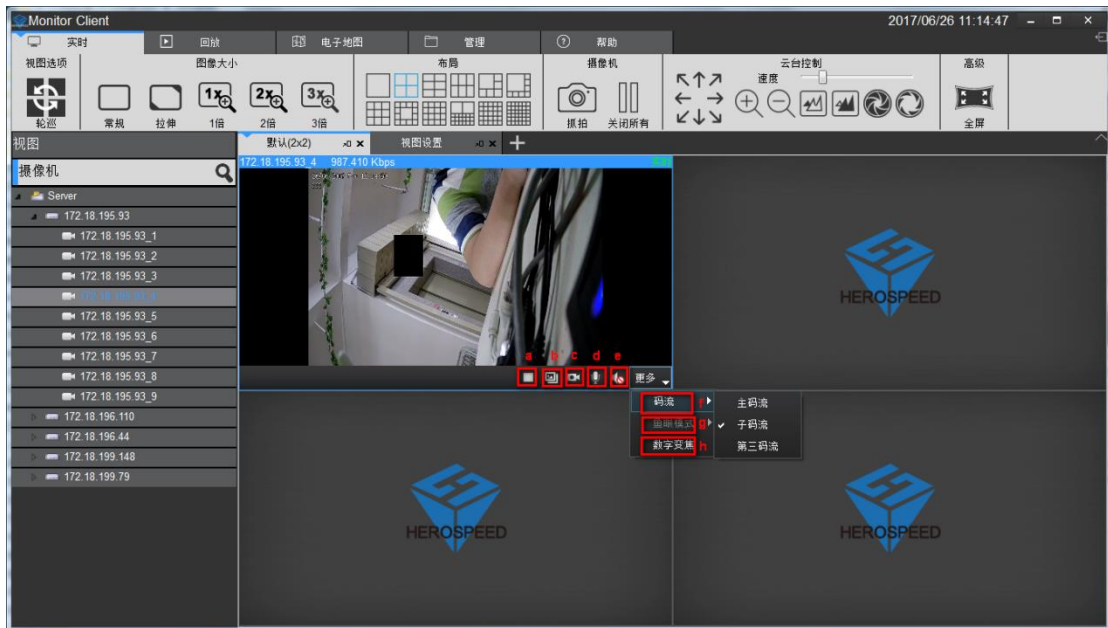 Monitor Client 2017/06/26 11:14:47
实时 回放 电子地图 管理 帮助
视图选项 图像大小 布局 摄像机 云台控制 高级
速度
1x 2x 3x
轮巡 常规 拉伸 1倍 2倍 3倍 抓拍 关闭所有 全屏
视图 默认(2x2) 视图设置
摄像机
172.18.195.93_4 987.410 Kbps
Server
172.18.195.93
172.18.195.93_1
172.18.195.93_2
172.18.195.93_3
172.18.195.93_5
172.18.195.93_6
172.18.195.93_7
172.18.195.93_8
172.18.195.93_9
172.18.196.110
172.18.196.44
172.18.199.148
172.18.199.79
HEROSPEED
a b c d e
更多
码流 f 主码流
鱼眼模式 g 子码流
数字变焦 h 第三码流
HEROSPEED
HEROSPEED